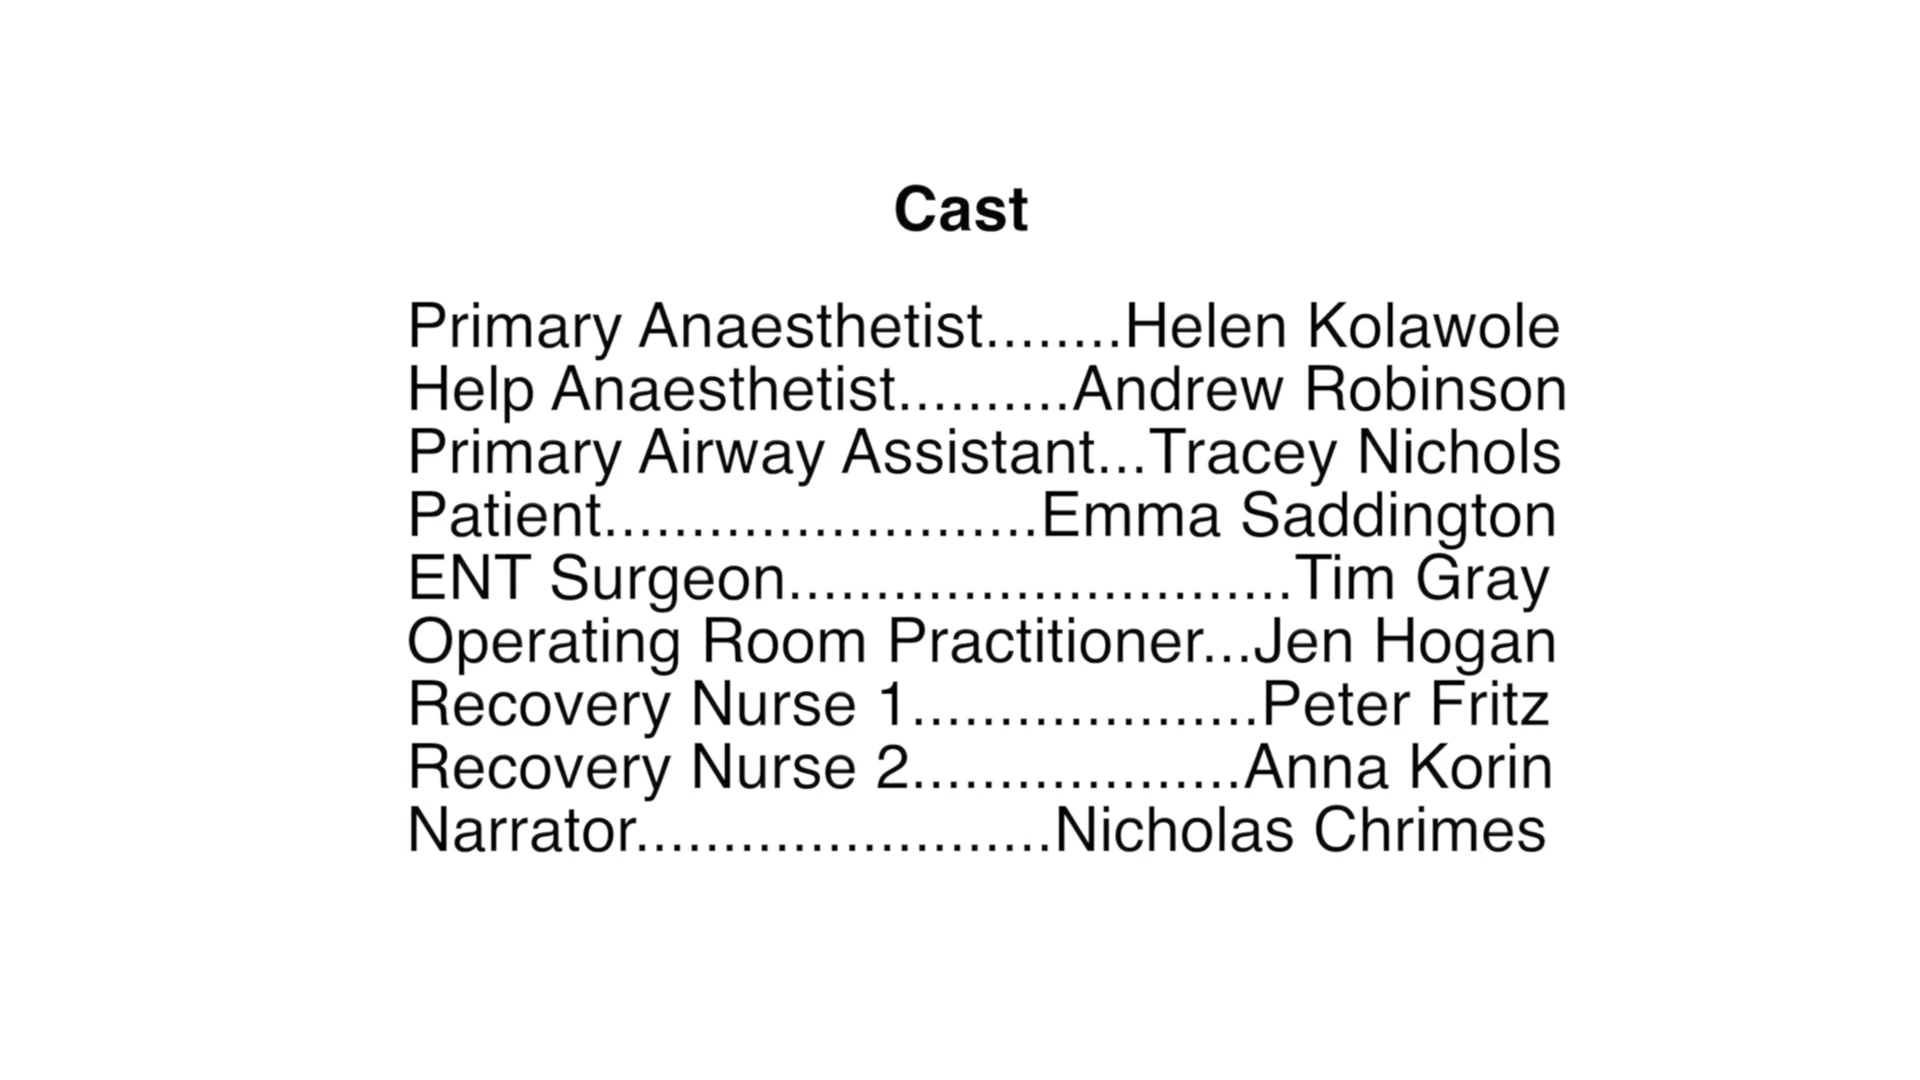 Cast
Primary Anaesthetist........Helen Kolawole
Help Anaesthetist..........Andrew Robinson
Primary Airway Assistant...Tracey Nichols
Patient.........................Emma Saddington
ENT Surgeon.............................Tim Gray
Operating Room Practitioner...Jen Hogan
Recovery Nurse 1....................Peter Fritz
Recovery Nurse 2...................Anna Korin
Narrator........................Nicholas Chrimes